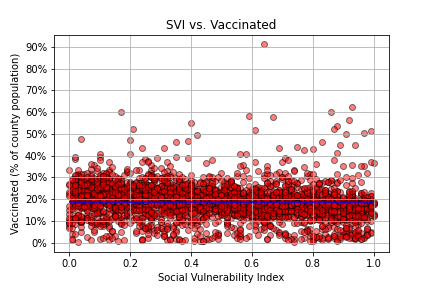 SVI vs. Vaccinated
Vaccinated (% of county population)
90%
80%
70%
60%
50%
40%
30%
20%
10%
0%
0.0 0.2 0.4 0.6 0.8 1.0
Social Vulnerability Index